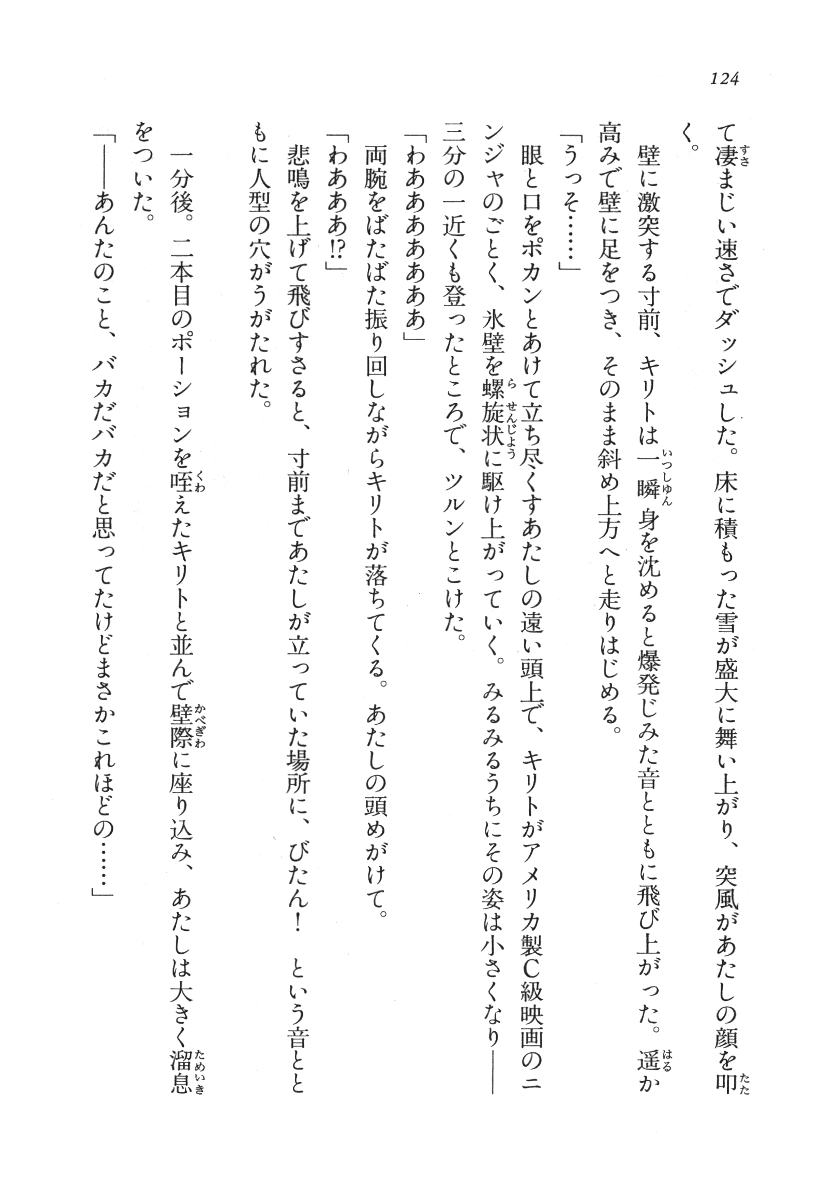 124
て凄まじい速さでダッシュした。床に積もった雪が盛大に舞い上がり、突風があたしの顔を叩
く。
壁に激突する寸前、キリトは一瞬身を沈めると爆発じみた音とともに飛び上がった。遥か
高みで壁に足をつき、そのまま斜め上方へと走りはじめる。
「うっそ……」
眼と口をポカンとあけて立ち尽くすあたしの遠い頭上で、キリトがアメリカ製Ｃ級映画のニ
ンジャのごとく、氷壁を螺旋状に駆け上がっていく。みるみるうちにその姿は小さくなり――
三分の一近くも登ったところで、ツルンとこけた。
「わあああああああ」
両腕をばたばた振り回しながらキリトが落ちてくる。あたしの頭めがけて。
「わあああ!?」
悲鳴を上げて飛びすさると、寸前まであたしが立っていた場所に、びたん！　という音とと
もに人型の穴がうがたれた。
一分後。二本目のポーションを咥えたキリトと並んで壁際に座り込み、あたしは大きく溜息
をついた。
「――あんたのこと、バカだバカだと思ってたけどまさかこれほどの……」